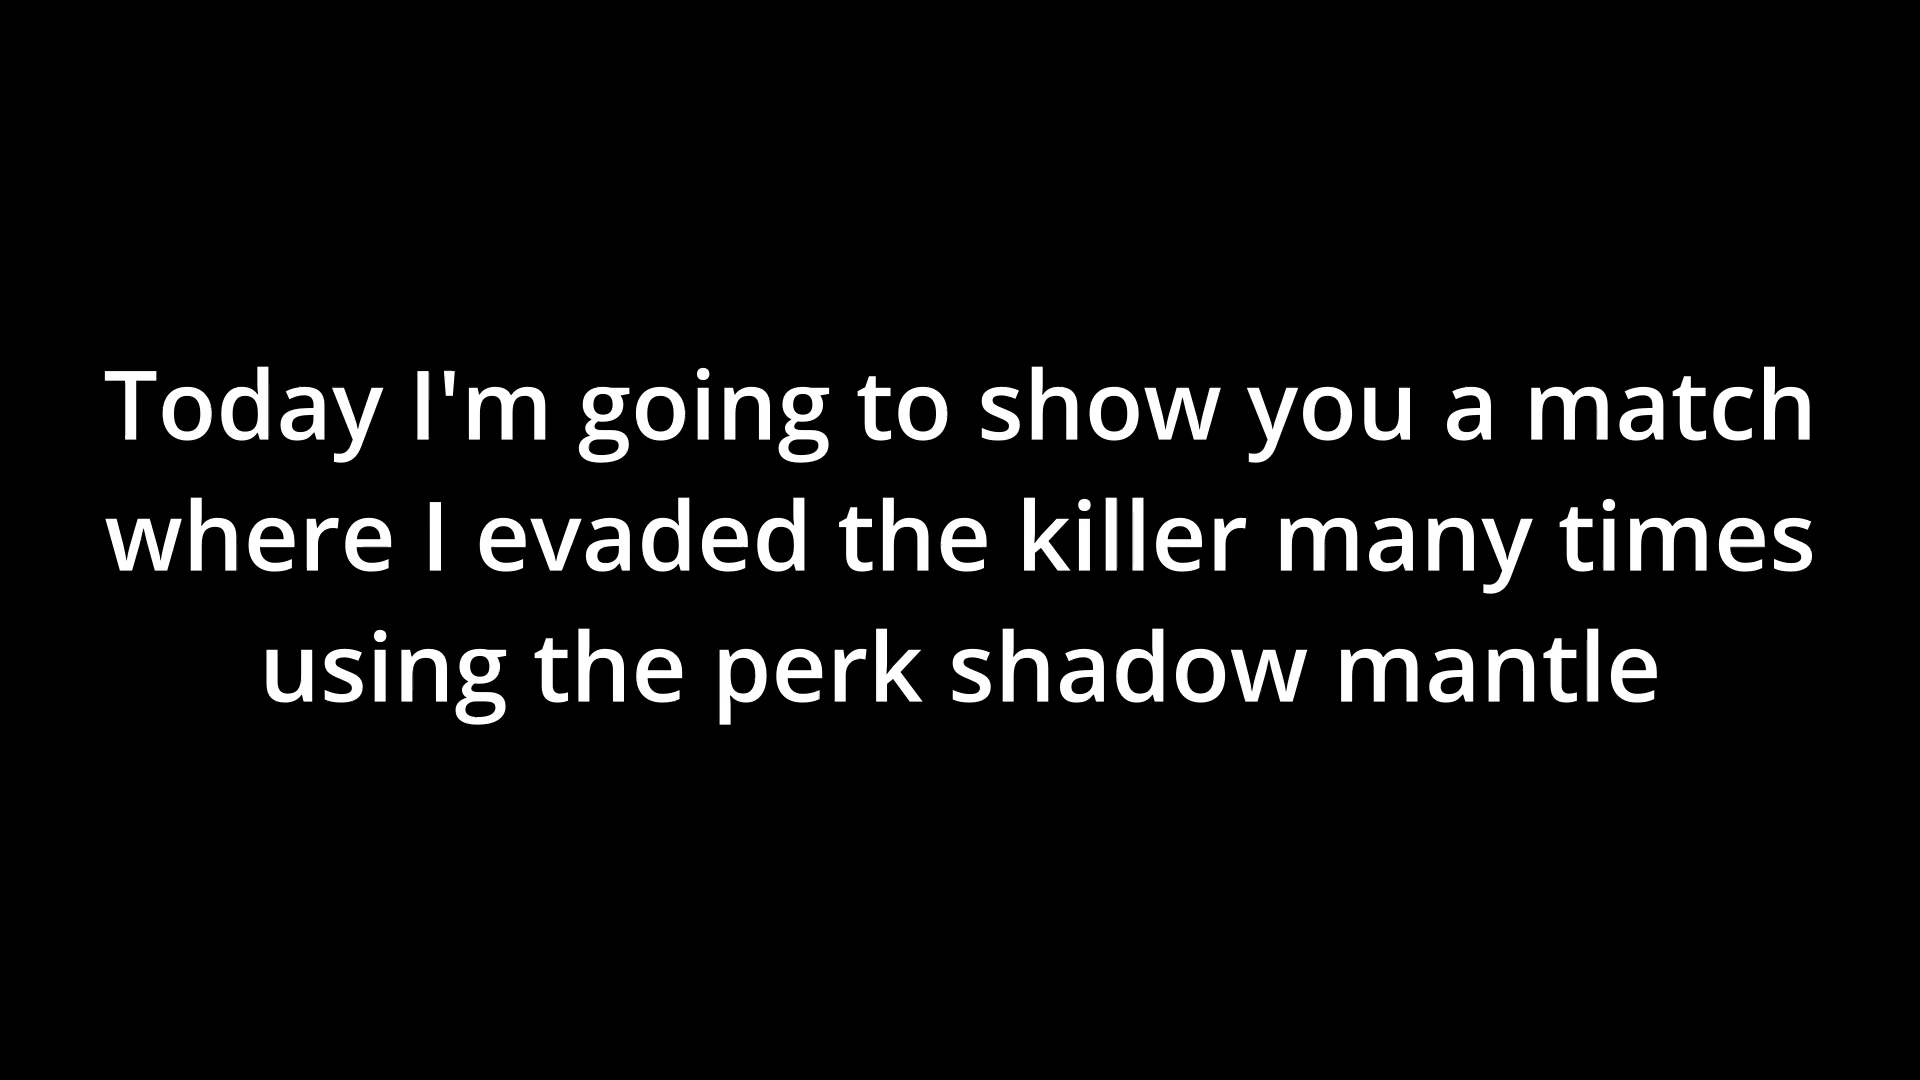 Today I'm going to show you a match
where I evaded the killer many times
using the perk shadow mantle